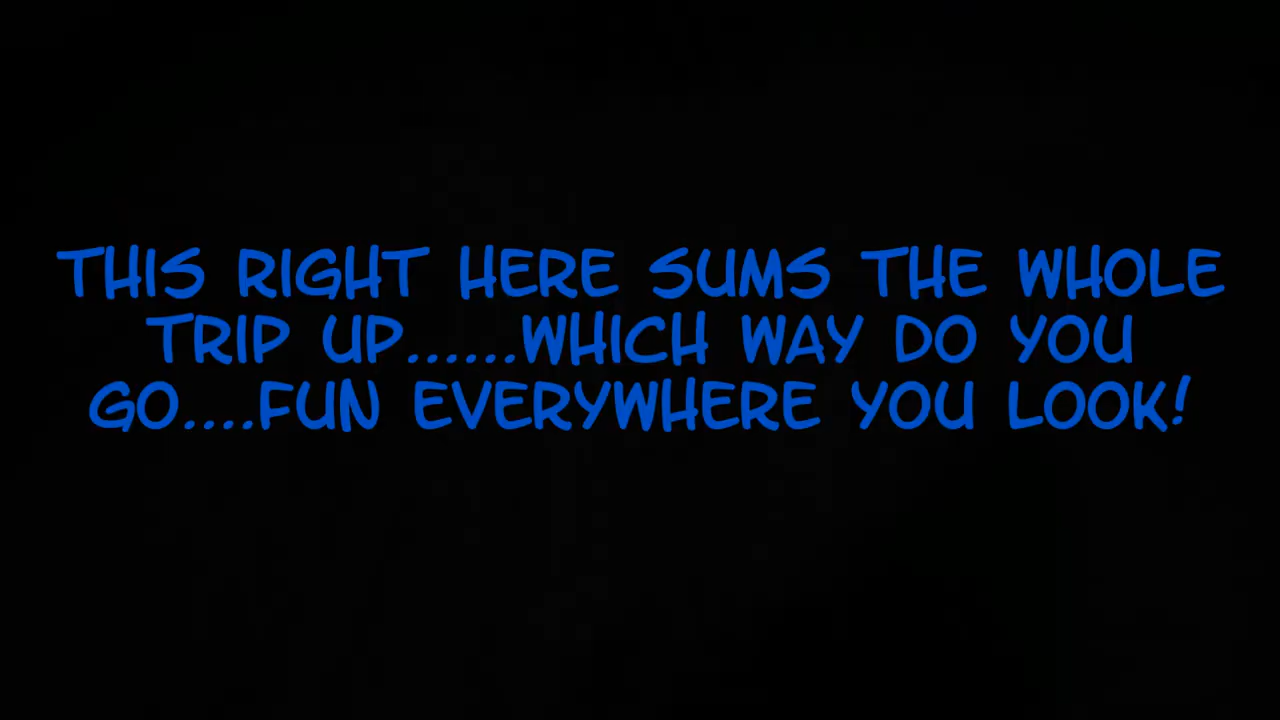 THIS RIGHT HERE SUMS THE WHOLE
TRIP UP......WHICH WAY DO YOU
GO....FUN EVERYWHERE YOU LOOK!